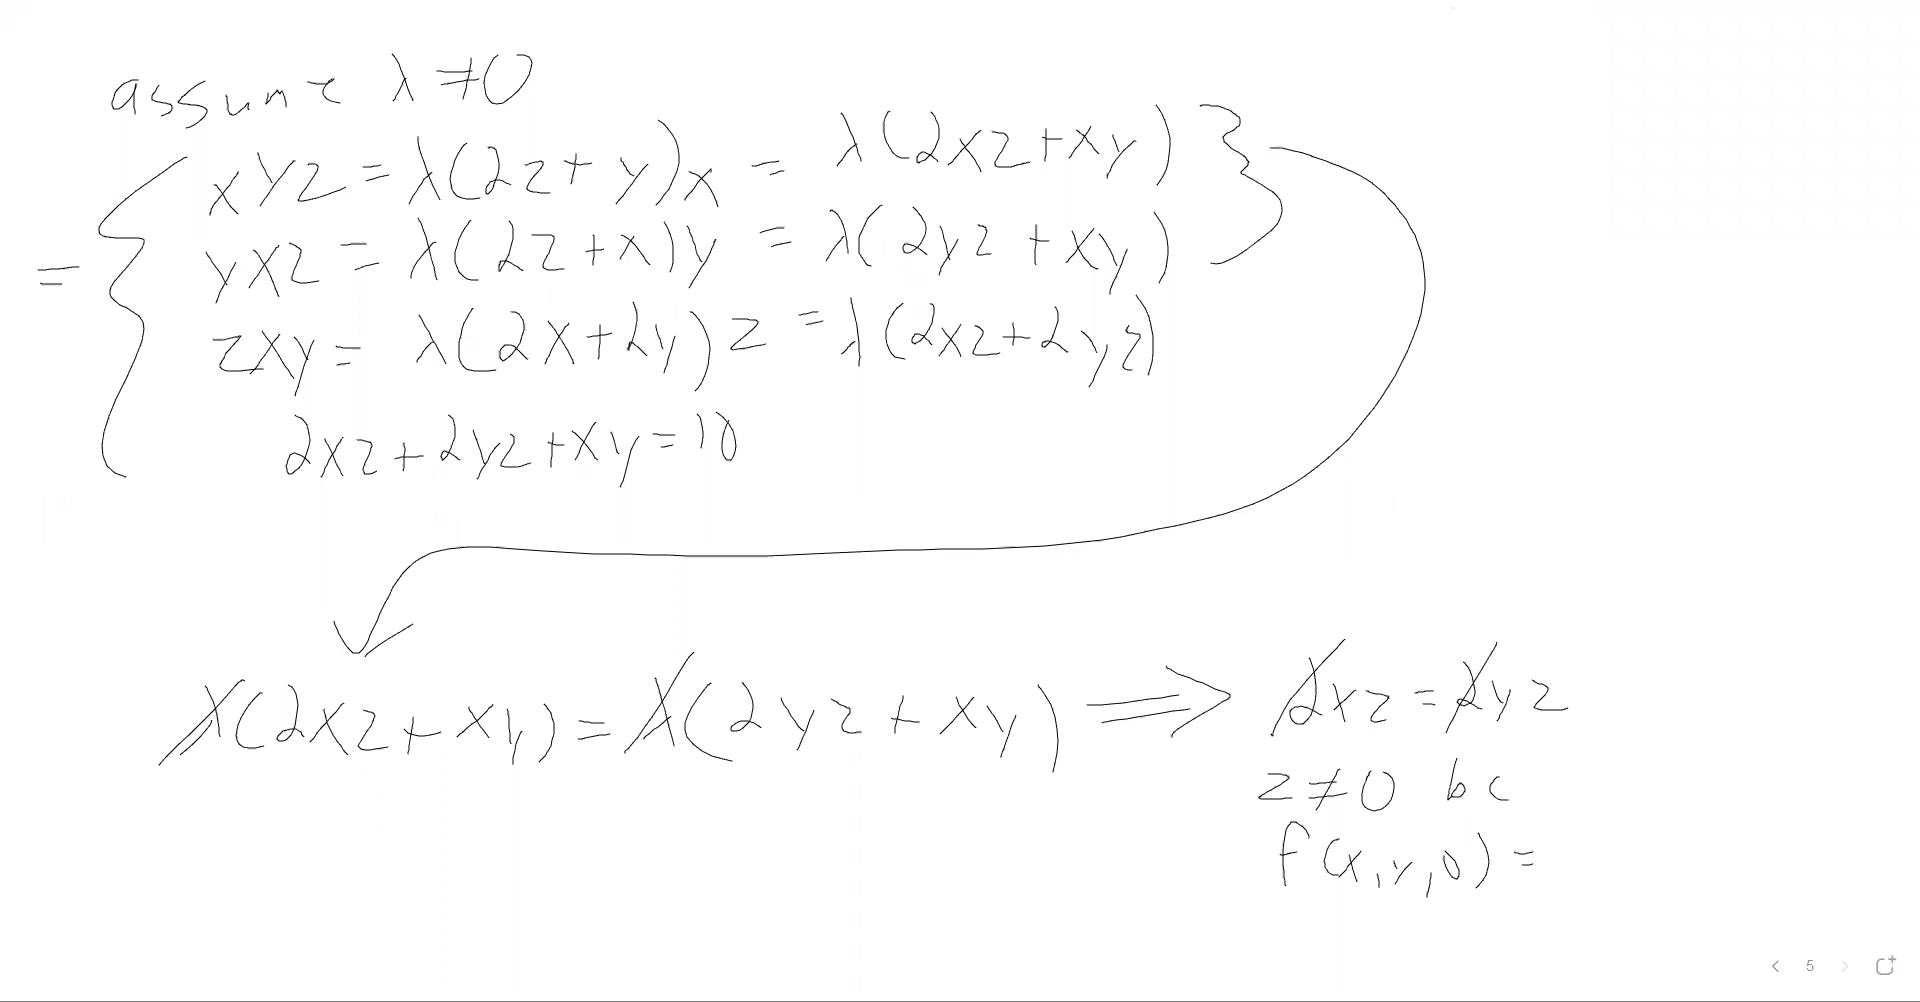 assume λ ≠ 0
xyz = λ(2z + y)x = λ(2xz + xy)
yxz = λ(2z + x)y = λ(2yz + xy)
=
zxy = λ(2x + 2y)z = λ(2xz + 2yz)
2xz + 2yz + xy = 10
λ(2xz + xy) = λ(2yz + xy) ⟹ 2xz = 2yz
z ≠ 0 bc
f(x,y,0) =
5